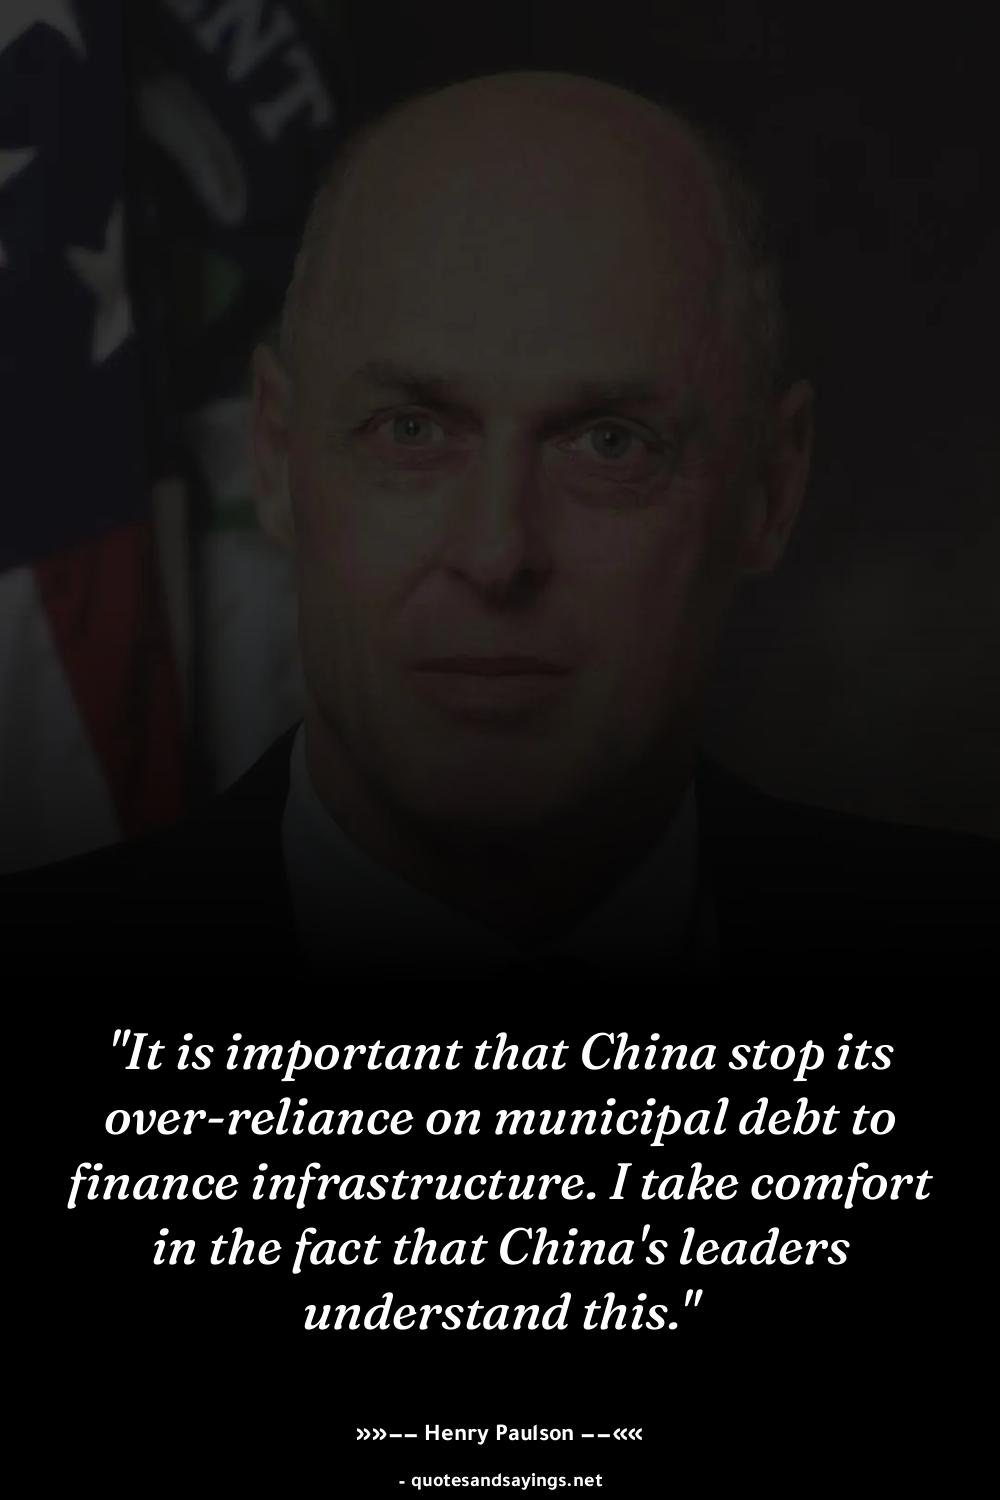 ENT
"It is important that China stop its
over-reliance on municipal debt to
finance infrastructure. I take comfort
in the fact that China's leaders
understand this."
»»−− Henry Paulson −−««
- quotesandsayings.net